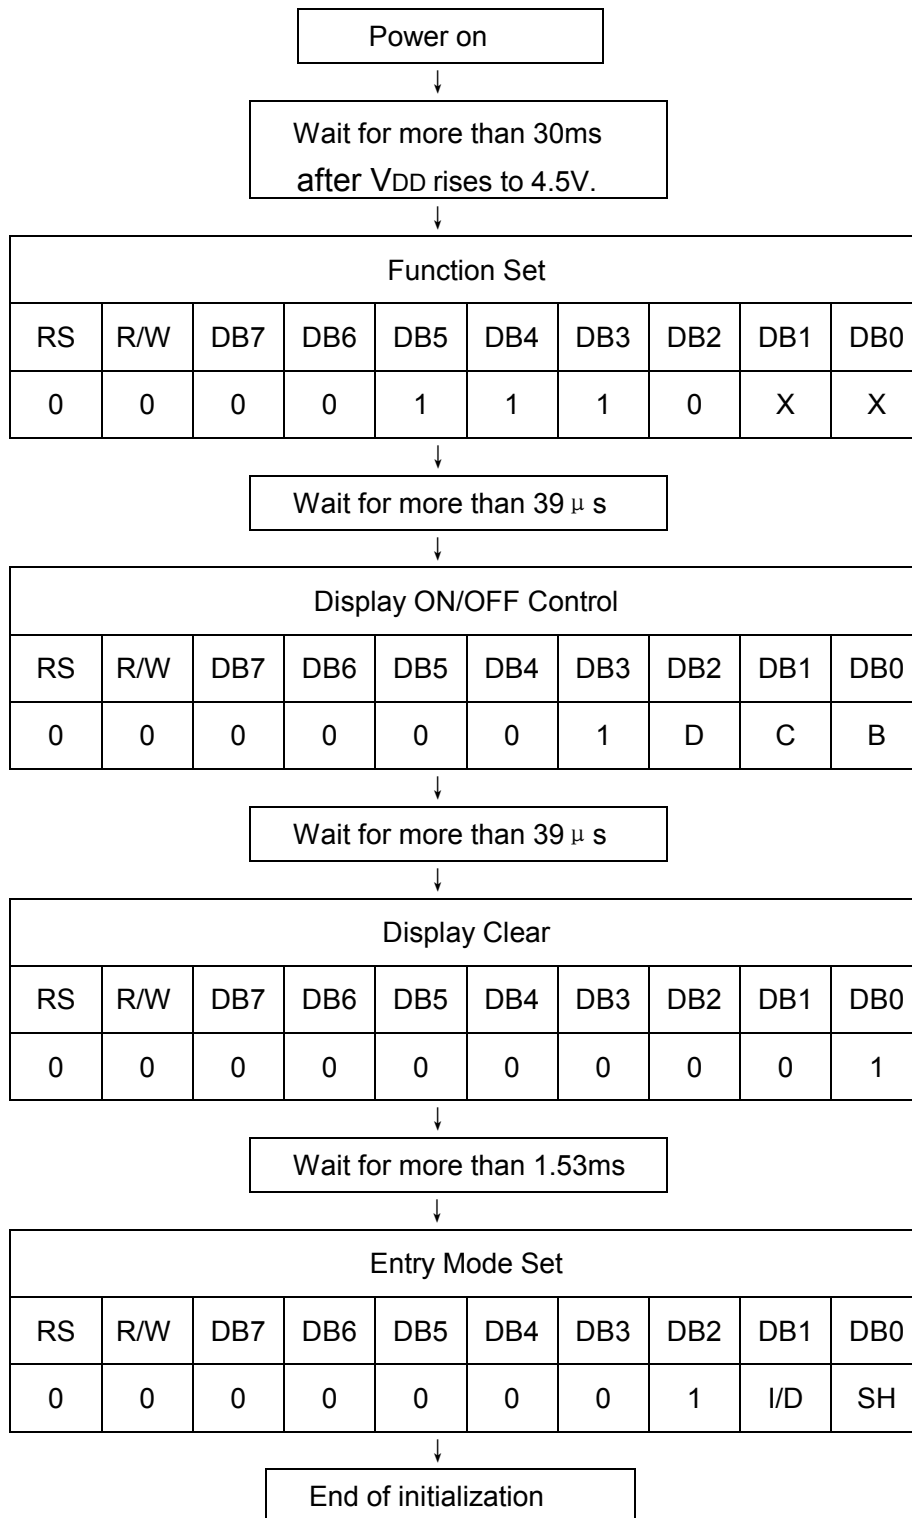 Power on
Wait for more than 30ms
after VDD rises to 4.5V.
Function Set
RS R/W DB7 DB6 DB5 DB4 DB3 DB2 DB1 DB0
0 0 0 0 1 1 1 0 X X
Wait for more than 39 μ s
Display ON/OFF Control
RS R/W DB7 DB6 DB5 DB4 DB3 DB2 DB1 DB0
0 0 0 0 0 0 1 D C B
Wait for more than 39 μ s
Display Clear
RS R/W DB7 DB6 DB5 DB4 DB3 DB2 DB1 DB0
0 0 0 0 0 0 0 0 0 1
Wait for more than 1.53ms
Entry Mode Set
RS R/W DB7 DB6 DB5 DB4 DB3 DB2 DB1 DB0
0 0 0 0 0 0 0 1 I/D SH
End of initialization